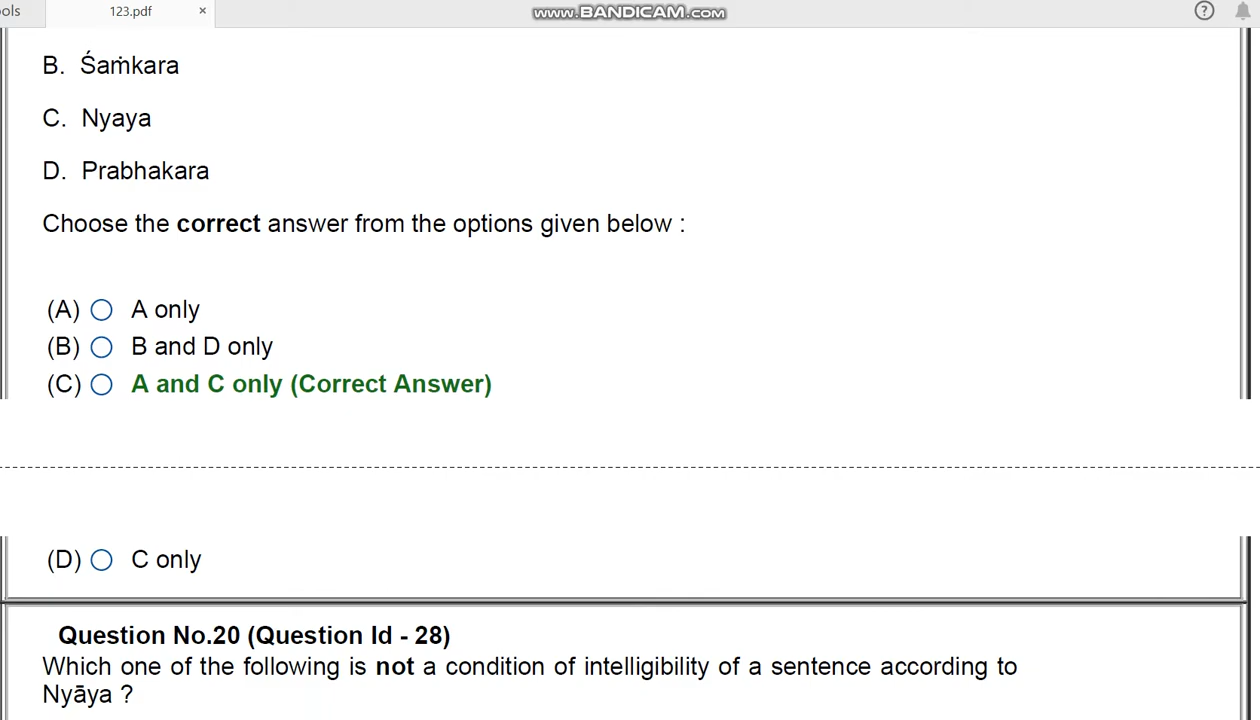 ols
123.pdf
×
www.BANDICAM.com
?
B. Śaṁkara
C. Nyaya
D. Prabhakara
Choose the correct answer from the options given below :
(A) A only
(B) B and D only
(C) A and C only (Correct Answer)
(D) C only
Question No.20 (Question Id - 28)
Which one of the following is not a condition of intelligibility of a sentence according to
Nyāya ?